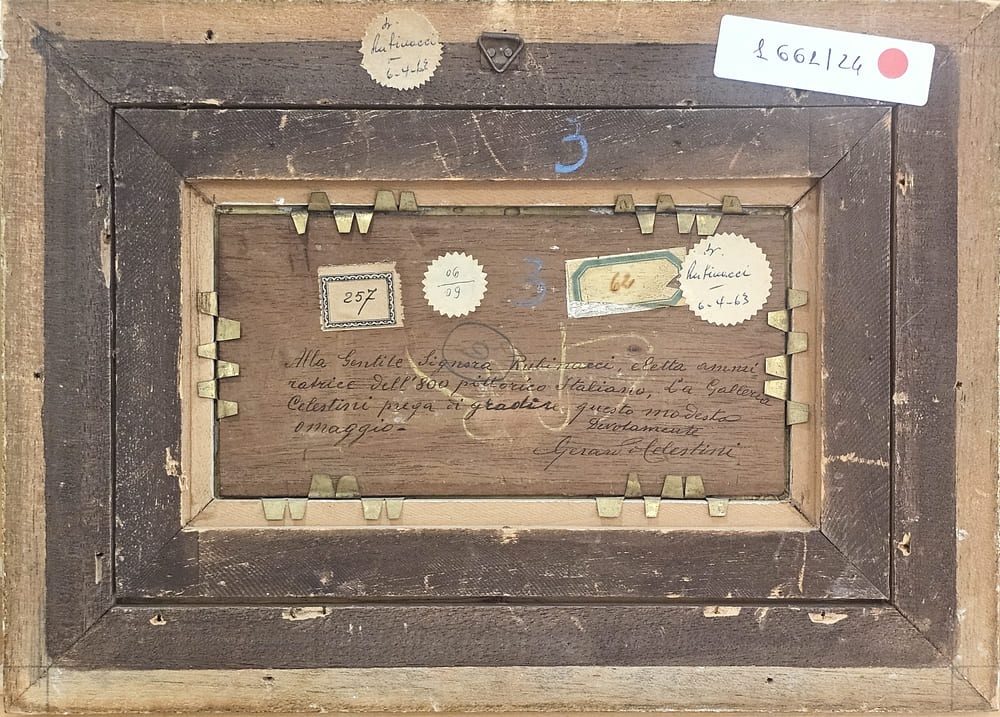 dr.
Rubinacci
6-4-63
1662/24
3
257
06
09
3
62
dr.
Rubinacci
6-4-63
Alla Gentile Signora Rubinacci, eletta ammi
ratrice dell'800 pittorico Italiano, La Galleria
Celestini prega di gradire questo modesto
omaggio-
Devotamente
Gerardo Celestini